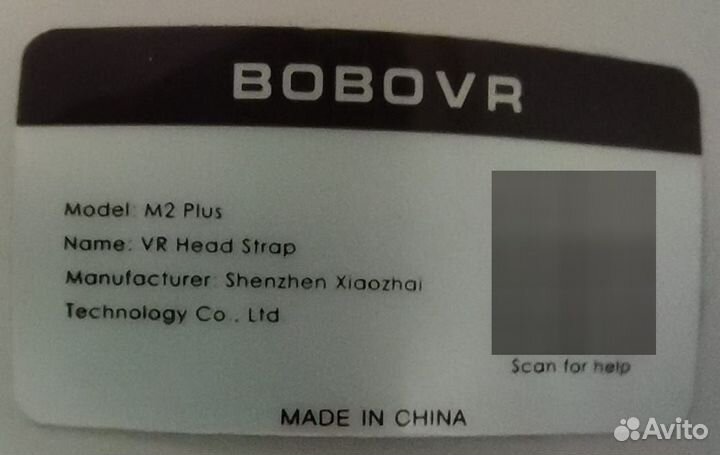 BOBOVR
Model: M2 Plus
Name: VR Head Strap
Manufacturer: Shenzhen Xiaozhai
Technology Co., Ltd
Scan for help
MADE IN CHINA
Avito